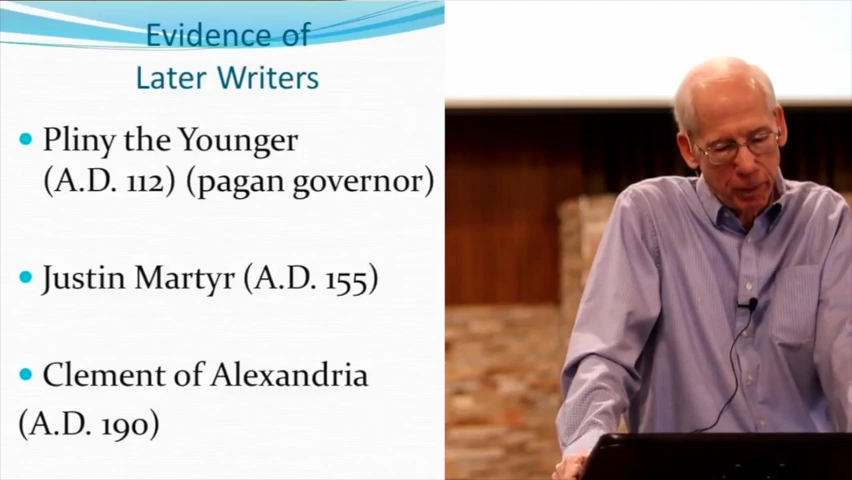 Evidence of
Later Writers
• Pliny the Younger
(A.D. 112) (pagan governor)
• Justin Martyr (A.D. 155)
• Clement of Alexandria
(A.D. 190)